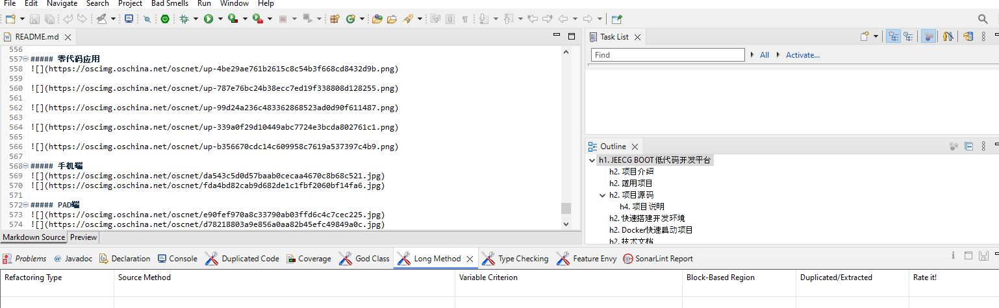 File Edit Navigate Search Project Bad Smells Run Window Help
README.md
556
557 ##### 零代码应用
558 ![](https://oscimg.oschina.net/oscnet/up-4be29ae761b2615c8c54b3f668cd8432d9b.png)
559
560 ![](https://oscimg.oschina.net/oscnet/up-787e76bc24b38ecc7ed19f338808d128255.png)
561
562 ![](https://oscimg.oschina.net/oscnet/up-99d24a236c483362868523ad0d90f611487.png)
563
564 ![](https://oscimg.oschina.net/oscnet/up-339a0f29d10449abc7724e3bcda802761c1.png)
565
566 ![](https://oscimg.oschina.net/oscnet/up-b356670cdc14c609958c7619a537397c4b9.png)
567
568 ##### 手机端
569 ![](https://oscimg.oschina.net/oscnet/da543c5d0d57baab0cecaa4670c8b68c521.jpg)
570 ![](https://oscimg.oschina.net/oscnet/fda4bd82cab9d682de1c1fbf2060bf14fa6.jpg)
571
572 ##### PAD端
573 ![](https://oscimg.oschina.net/oscnet/e90fef970a8c33790ab03ffd6c4c7cec225.jpg)
574 ![](https://oscimg.oschina.net/oscnet/d78218803a9e856a0aa82b45efc49849a0c.jpg)
Markdown Source Preview
Task List
Find All Activate...
Outline
h1. JEECG BOOT 低代码开发平台
h2. 项目介绍
h2. 适用项目
h2. 项目源码
h4. 项目说明
h2. 快速搭建开发环境
h2. Docker快速启动项目
h2. 技术文档
Problems @ Javadoc Declaration Console Duplicated Code Coverage God Class Long Method Type Checking Feature Envy SonarLint Report
Refactoring Type Source Method Variable Criterion Block-Based Region Duplicated/Extracted Rate it!